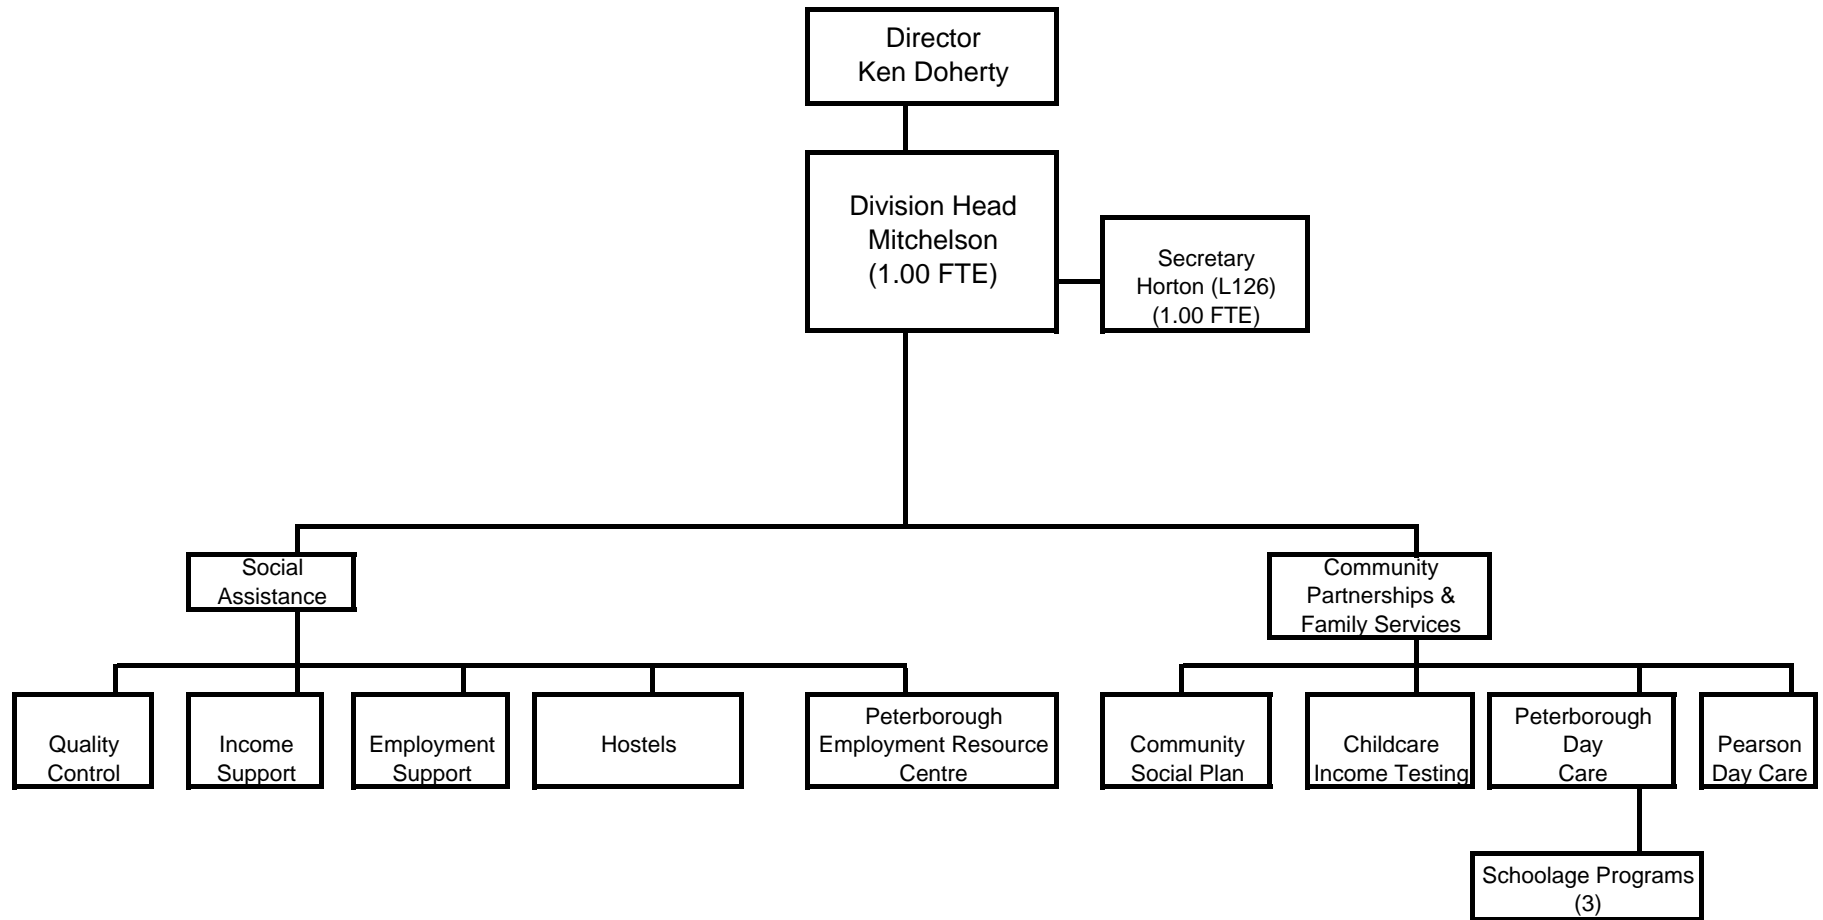 Director
Ken Doherty
Division Head
Mitchelson
(1.00 FTE)
Secretary
Horton (L126)
(1.00 FTE)
Social
Assistance
Community
Partnerships &
Family Services
Quality
Control
Income
Support
Employment
Support
Hostels
Peterborough
Employment Resource
Centre
Community
Social Plan
Childcare
Income Testing
Peterborough
Day
Care
Pearson
Day Care
Schoolage Programs
(3)